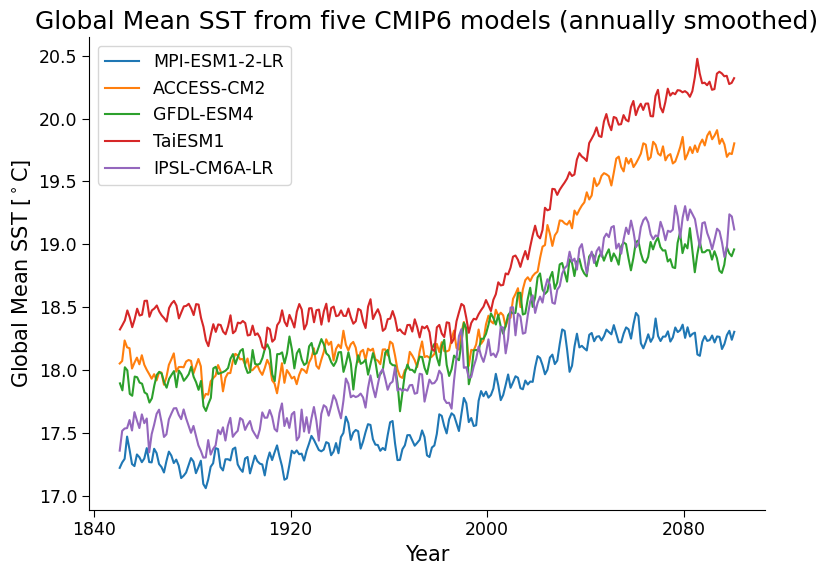 Global Mean SST from five CMIP6 models (annually smoothed)
MPI-ESM1-2-LR
ACCESS-CM2
GFDL-ESM4
TaiESM1
IPSL-CM6A-LR
Global Mean SST [∘C]
20.5
20.0
19.5
19.0
18.5
18.0
17.5
17.0
1840 1920 2000 2080
Year